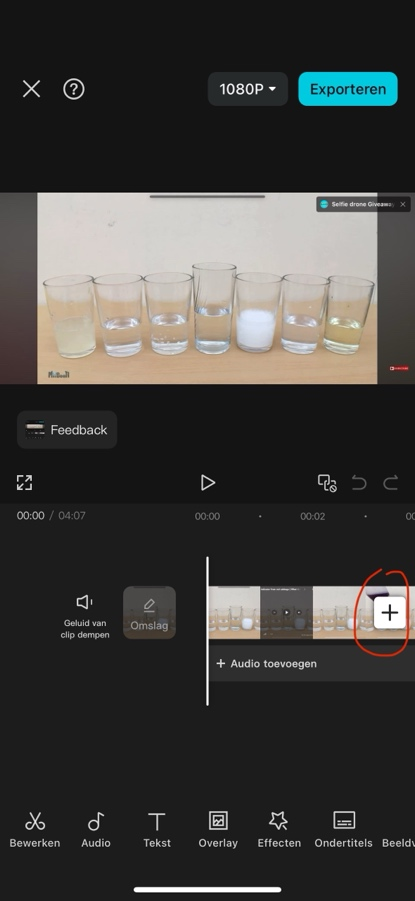 1080P
Exporteren
Selfie drone Giveaway
Feedback
00:00 / 04:07
00:00
00:02
Geluid van
clip dempen
Omslag
+ Audio toevoegen
Bewerken
Audio
Tekst
Overlay
Effecten
Ondertitels